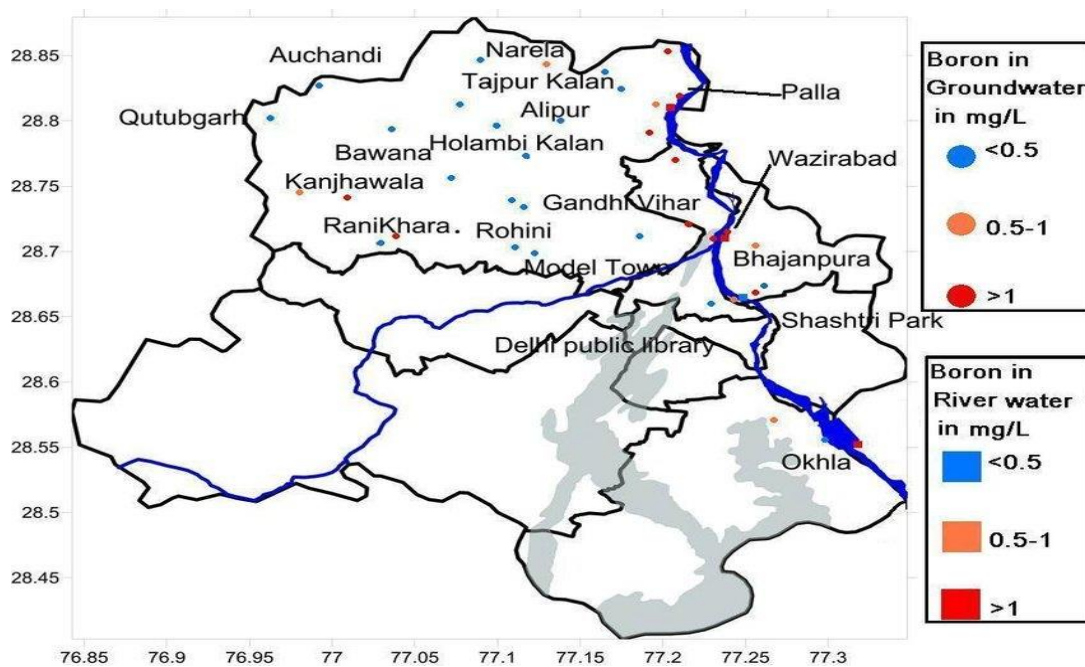 28.85
28.8
28.75
28.7
28.65
28.6
28.55
28.5
28.45
76.85 76.9 76.95 77 77.05 77.1 77.15 77.2 77.25 77.3
Auchandi
Narela
Tajpur Kalan
Qutubgarh
Alipur
Palla
Bawana
Holambi Kalan
Wazirabad
Kanjhawala
Gandhi Vihar
RaniKhara.
Rohini
Model Town
Bhajanpura
Shashtri Park
Delhi public library
Okhla
Boron in
Groundwater
in mg/L
<0.5
0.5-1
>1
Boron in
River water
in mg/L
<0.5
0.5-1
>1